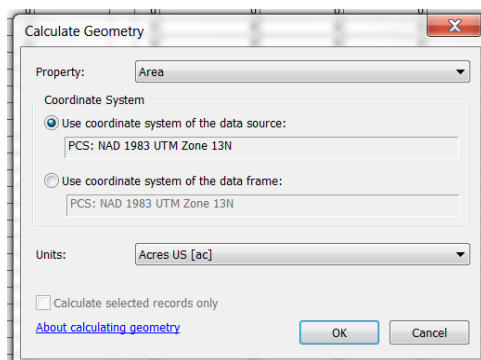 Calculate Geometry
Property: Area
Coordinate System
Use coordinate system of the data source:
PCS: NAD 1983 UTM Zone 13N
Use coordinate system of the data frame:
PCS: NAD 1983 UTM Zone 13N
Units: Acres US [ac]
Calculate selected records only
About calculating geometry OK Cancel